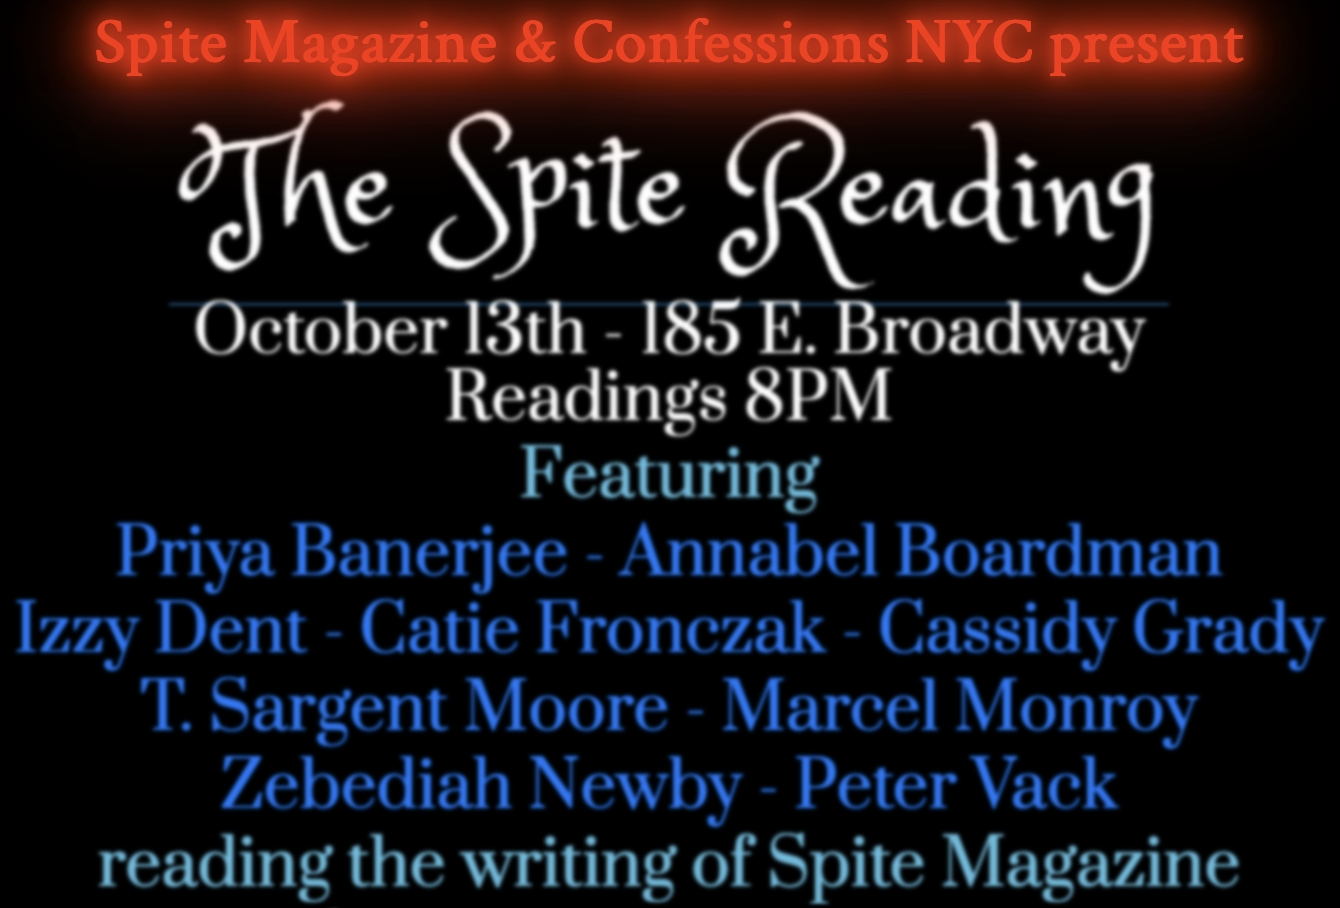 Spite Magazine & Confessions NYC present
The Spite Reading
October 13th - 185 E. Broadway
Readings 8PM
Featuring
Priya Banerjee - Annabel Boardman
Izzy Dent - Catie Fronczak - Cassidy Grady
T. Sargent Moore - Marcel Monroy
Zebediah Newby - Peter Vack
reading the writing of Spite Magazine